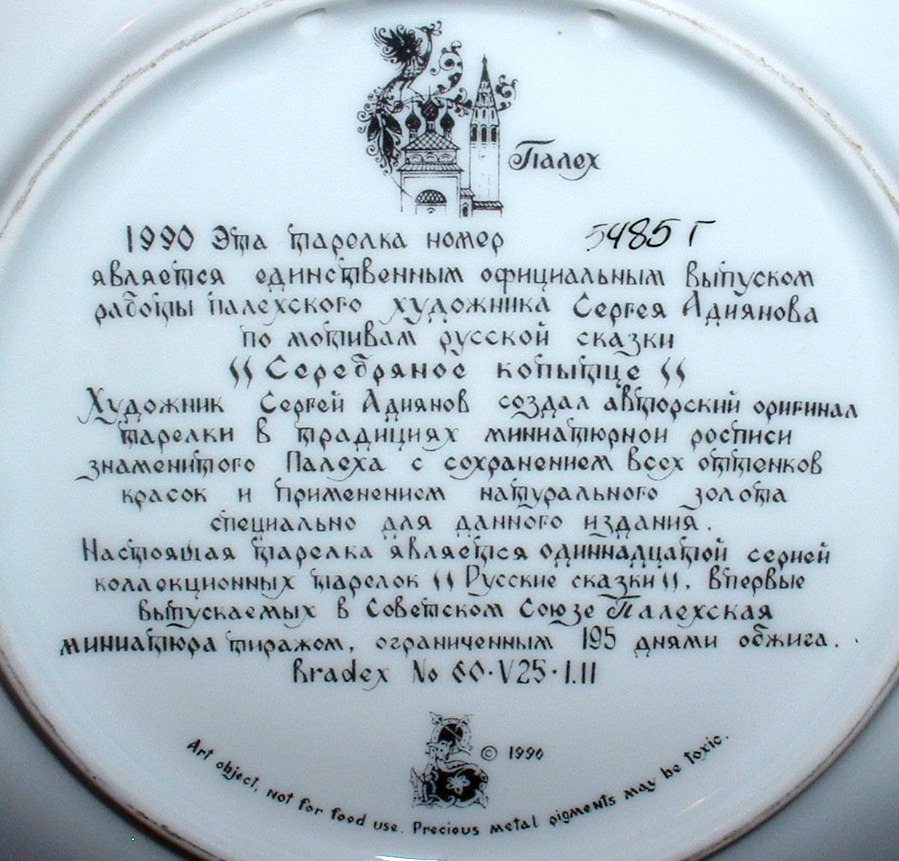 Палех
1990 Эта тарелка номер 5485 Г
является единственным официальным выпуском
работы палехского художника Сергея Адиянова
по мотивам русской сказки
"Серебряное копытце"
Художник Сергей Адиянов создал авторский оригинал
тарелки в традициях миниатюрной росписи
знаменитого Палеха с сохранением всех оттенков
красок и применением натурального золота
специально для данного издания.
Настоящая тарелка является одиннадцатой серией
коллекционных тарелок "Русские сказки". Впервые
выпускаемых в Советском Союзе Палехская
миниатюра тиражом, ограниченным 195 днями обжига.
Bradex No 60·V25·1.11
© 1990
Art object, not for food use. Precious metal pigments may be toxic.